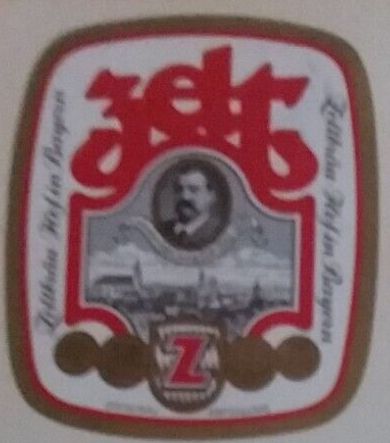 Zelt
Zeltbräu Hof in Bayern
Zeltbräu Hof in Bayern
Z